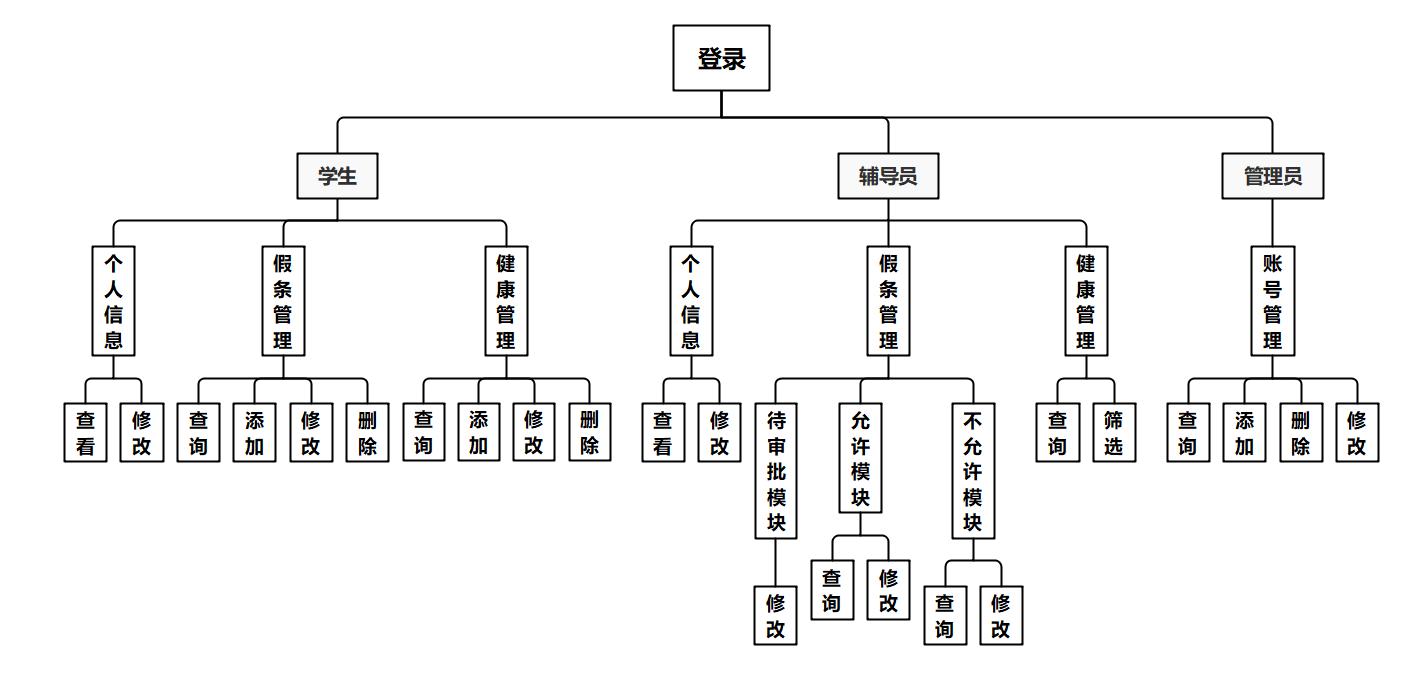 登录
学生
辅导员
管理员
个人信息
假条管理
健康管理
个人信息
假条管理
健康管理
账号管理
查看
修改
查询
添加
修改
删除
查询
添加
修改
删除
查看
修改
待审批模块
允许模块
不允许模块
查询
筛选
查询
添加
删除
修改
修改
查询
修改
查询
修改